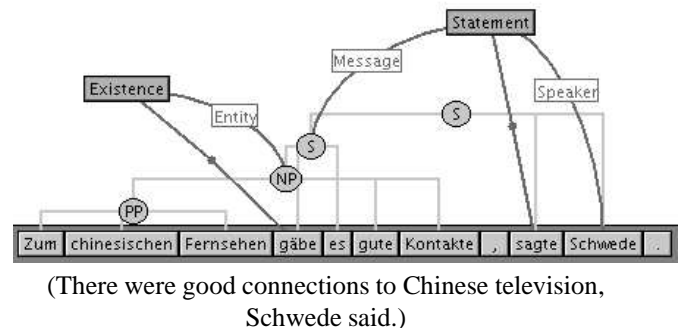 Statement
Message
Existence
Speaker
Entity
S
S
NP
PP
Zum chinesischen Fernsehen gäbe es gute Kontakte , sagte Schwede .
(There were good connections to Chinese television,
Schwede said.)